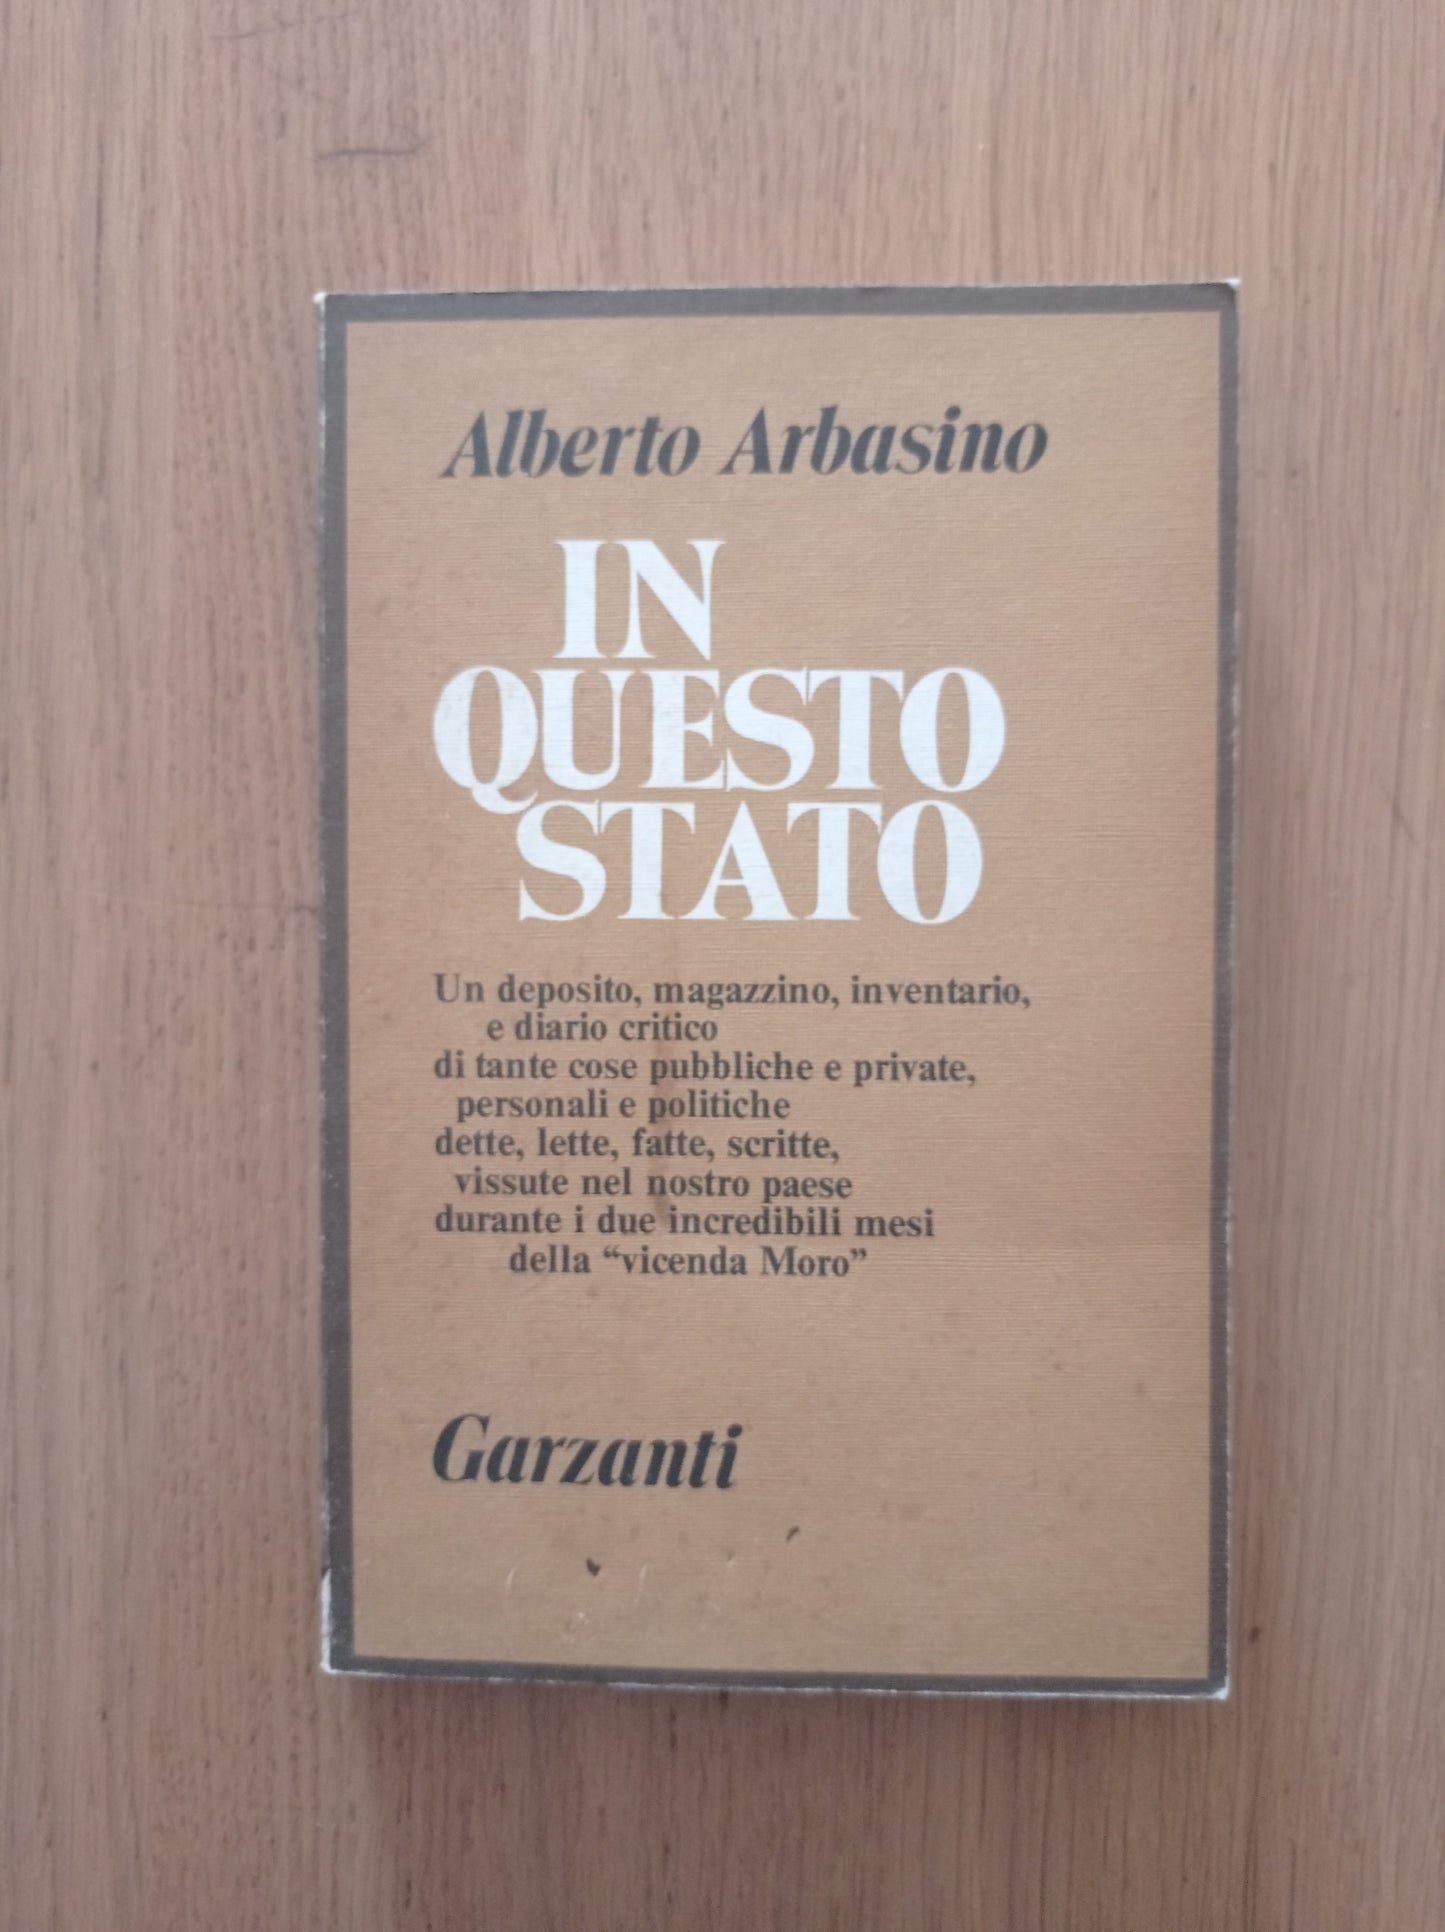 Alberto Arbasino
IN
QUESTO
STATO
Un deposito, magazzino, inventario,
e diario critico
di tante cose pubbliche e private,
personali e politiche
dette, lette, fatte, scritte,
vissute nel nostro paese
durante i due incredibili mesi
della “vicenda Moro”
Garzanti